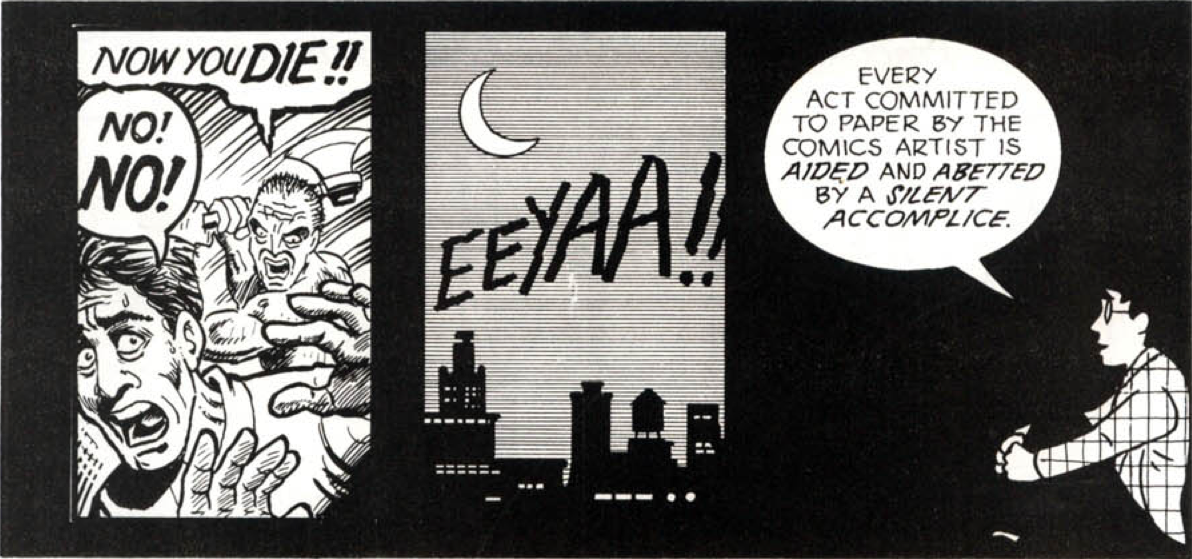 NOW YOU DIE!!
NO!
NO!
EEYAA!!
EVERY
ACT COMMITTED
TO PAPER BY THE
COMICS ARTIST IS
AIDED AND ABETTED
BY A SILENT
ACCOMPLICE.